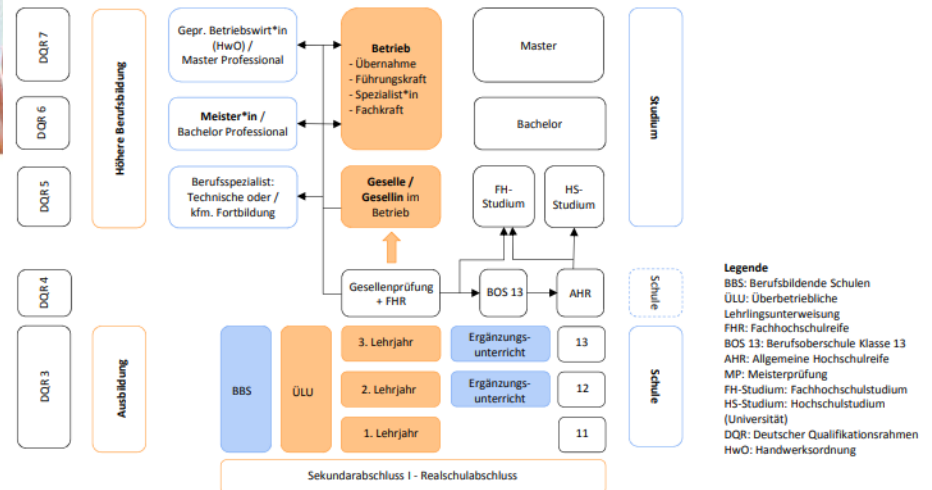 DQR 7
Höhere Berufsbildung
Gepr. Betriebswirt*in
(HwO) /
Master Professional
Betrieb
- Übernahme
- Führungskraft
- Spezialist*in
- Fachkraft
Master
Studium
DQR 6
Meister*in /
Bachelor Professional
Bachelor
DQR 5
Berufsspezialist:
Technische oder /
kfm. Fortbildung
Geselle /
Gesellin im
Betrieb
FH-
Studium
HS-
Studium
DQR 4
Gesellenprüfung
+ FHR
BOS 13
AHR
Schule
DQR 3
Ausbildung
BBS
ÜLU
3. Lehrjahr
Ergänzungs-
unterricht
13
2. Lehrjahr
Ergänzungs-
unterricht
12
1. Lehrjahr
11
Schule
Sekundarabschluss I - Realschulabschluss
Legende
BBS: Berufsbildende Schulen
ÜLU: Überbetriebliche
Lehrlingsunterweisung
FHR: Fachhochschulreife
BOS 13: Berufsoberschule Klasse 13
AHR: Allgemeine Hochschulreife
MP: Meisterprüfung
FH-Studium: Fachhochschulstudium
HS-Studium: Hochschulstudium
(Universität)
DQR: Deutscher Qualifikationsrahmen
HwO: Handwerksordnung